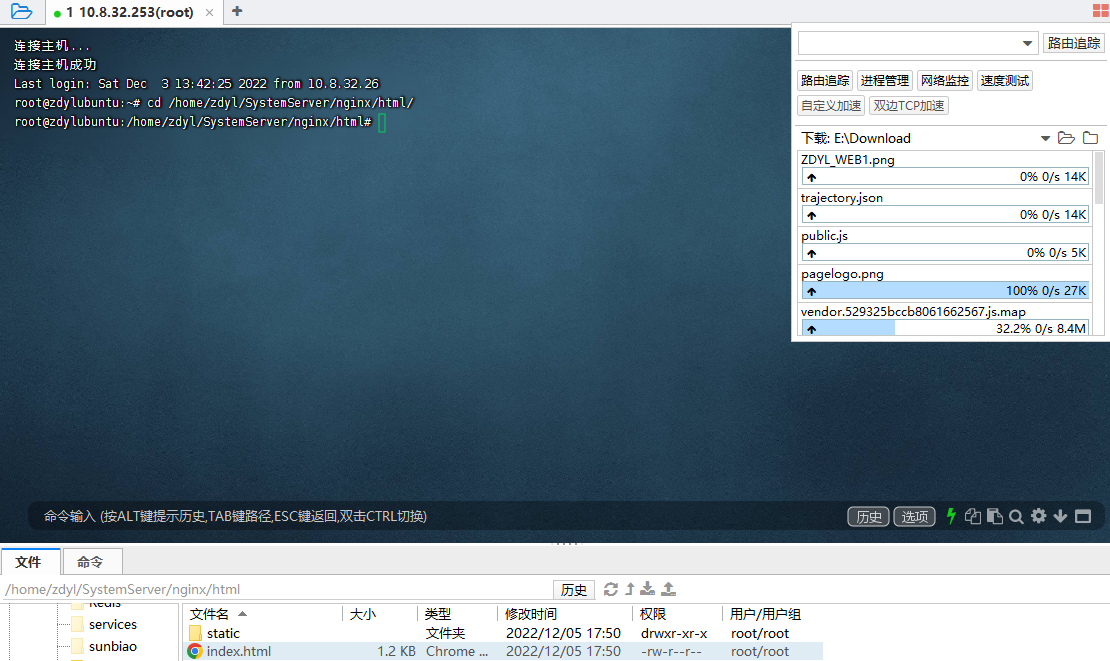 1 10.8.32.253(root) × +
连接主机...
连接主机成功
Last login: Sat Dec  3 13:42:25 2022 from 10.8.32.26
root@zdylubuntu:~# cd /home/zdyl/SystemServer/nginx/html/
root@zdylubuntu:/home/zdyl/SystemServer/nginx/html#
路由追踪
路由追踪 进程管理 网络监控 速度测试
自定义加速 双边TCP加速
下载: E:\Download
ZDYL_WEB1.png
0% 0/s 14K
trajectory.json
0% 0/s 14K
public.js
0% 0/s 5K
pagelogo.png
100% 0/s 27K
vendor.529325bccb8061662567.js.map
32.2% 0/s 8.4M
命令输入 (按ALT键提示历史,TAB键路径,ESC键返回,双击CTRL切换) 历史 选项
文件 命令
/home/zdyl/SystemServer/nginx/html 历史
Redis
services
sunbiao
文件名 大小 类型 修改时间 权限 用户/用户组
static 文件夹 2022/12/05 17:50 drwxr-xr-x root/root
index.html 1.2 KB Chrome ... 2022/12/05 17:50 -rw-r--r-- root/root